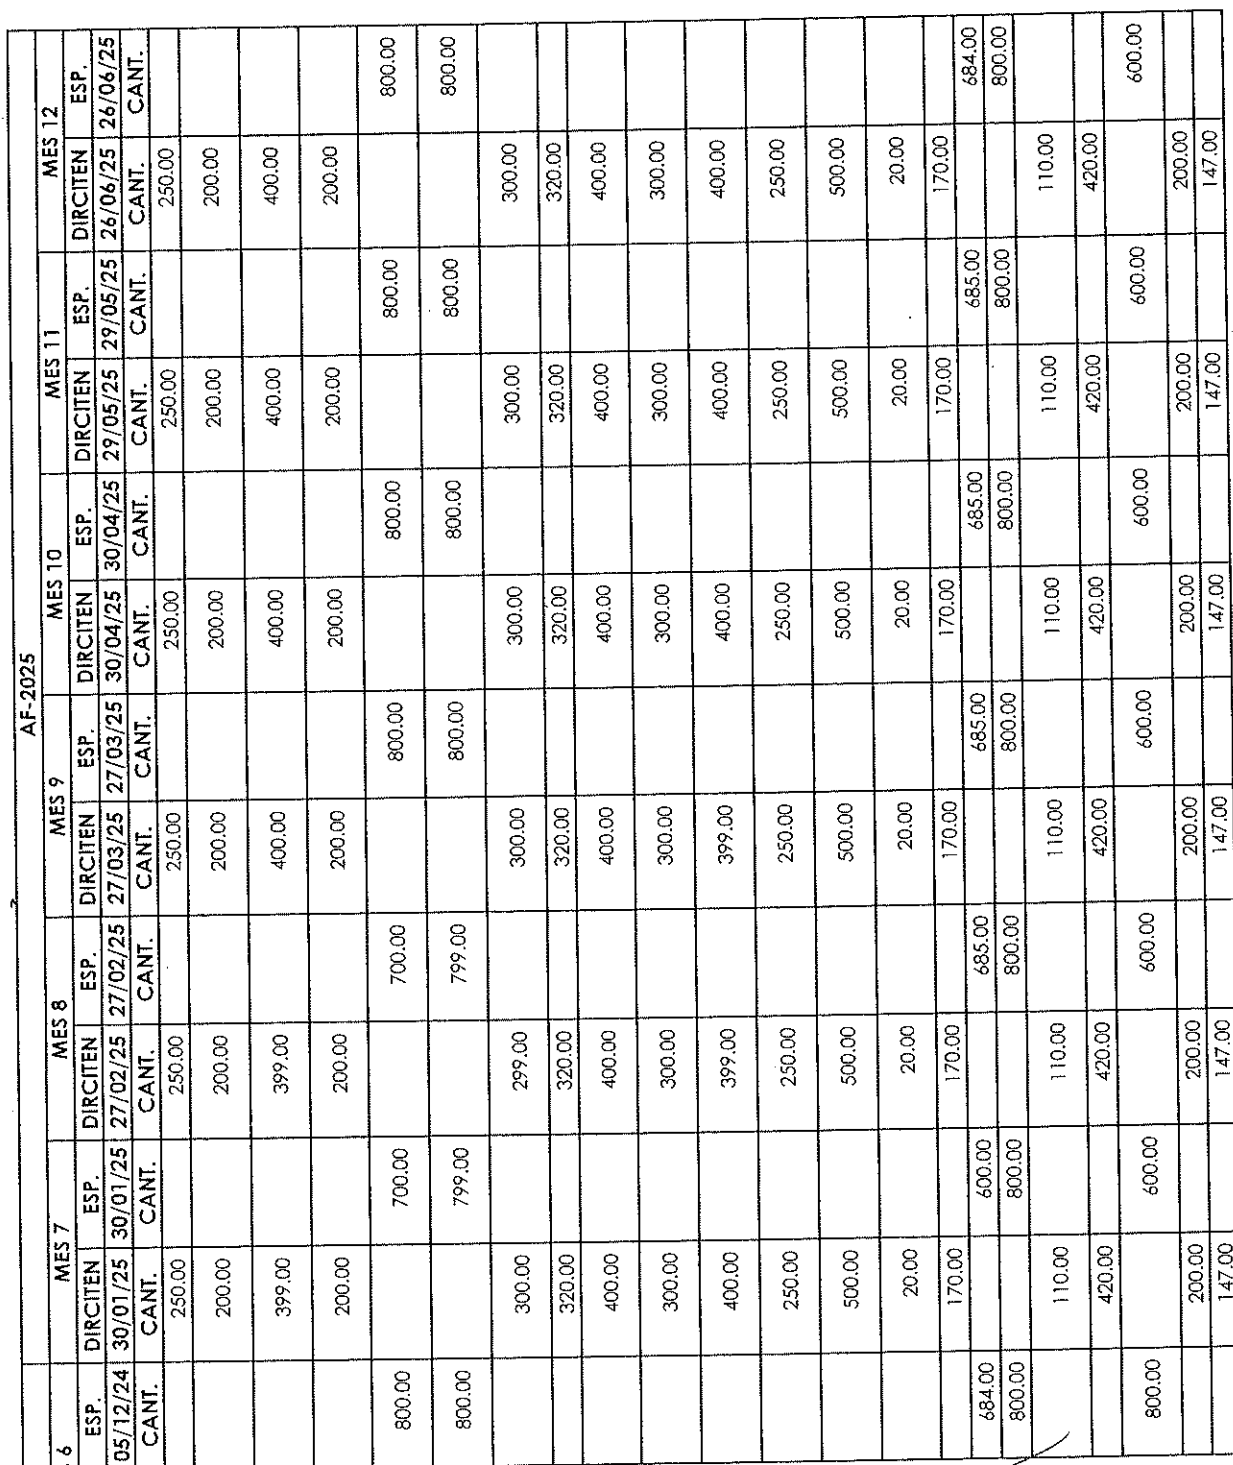 AF-2025
6 MES 7 MES 8 MES 9 MES 10 MES 11 MES 12
ESP. DIRCITEN ESP. DIRCITEN ESP. DIRCITEN ESP. DIRCITEN ESP. DIRCITEN ESP. DIRCITEN ESP.
05/12/24 30/01/25 30/01/25 27/02/25 27/02/25 27/03/25 27/03/25 30/04/25 30/04/25 29/05/25 29/05/25 26/06/25 26/06/25
CANT. CANT. CANT. CANT. CANT. CANT. CANT. CANT. CANT. CANT. CANT. CANT. CANT.
250.00 250.00 250.00 250.00 250.00 250.00
200.00 200.00 200.00 200.00 200.00 200.00
399.00 399.00 400.00 400.00 400.00 400.00
200.00 200.00 200.00 200.00 200.00 200.00
800.00 700.00 700.00 800.00 800.00 800.00 800.00
800.00 799.00 799.00 800.00 800.00 800.00 800.00
300.00 299.00 300.00 300.00 300.00 300.00
320.00 320.00 320.00 320.00 320.00 320.00
400.00 400.00 400.00 400.00 400.00 400.00
300.00 300.00 300.00 300.00 300.00 300.00
400.00 399.00 399.00 400.00 400.00 400.00
250.00 250.00 250.00 250.00 250.00 250.00
500.00 500.00 500.00 500.00 500.00 500.00
20.00 20.00 20.00 20.00 20.00 20.00
170.00 170.00 170.00 170.00 170.00 170.00
684.00 600.00 685.00 685.00 685.00 685.00 684.00
800.00 800.00 800.00 800.00 800.00 800.00 800.00
110.00 110.00 110.00 110.00 110.00 110.00
420.00 420.00 420.00 420.00 420.00 420.00
800.00 600.00 600.00 600.00 600.00 600.00 600.00
200.00 200.00 200.00 200.00 200.00 200.00
147.00 147.00 147.00 147.00 147.00 147.00